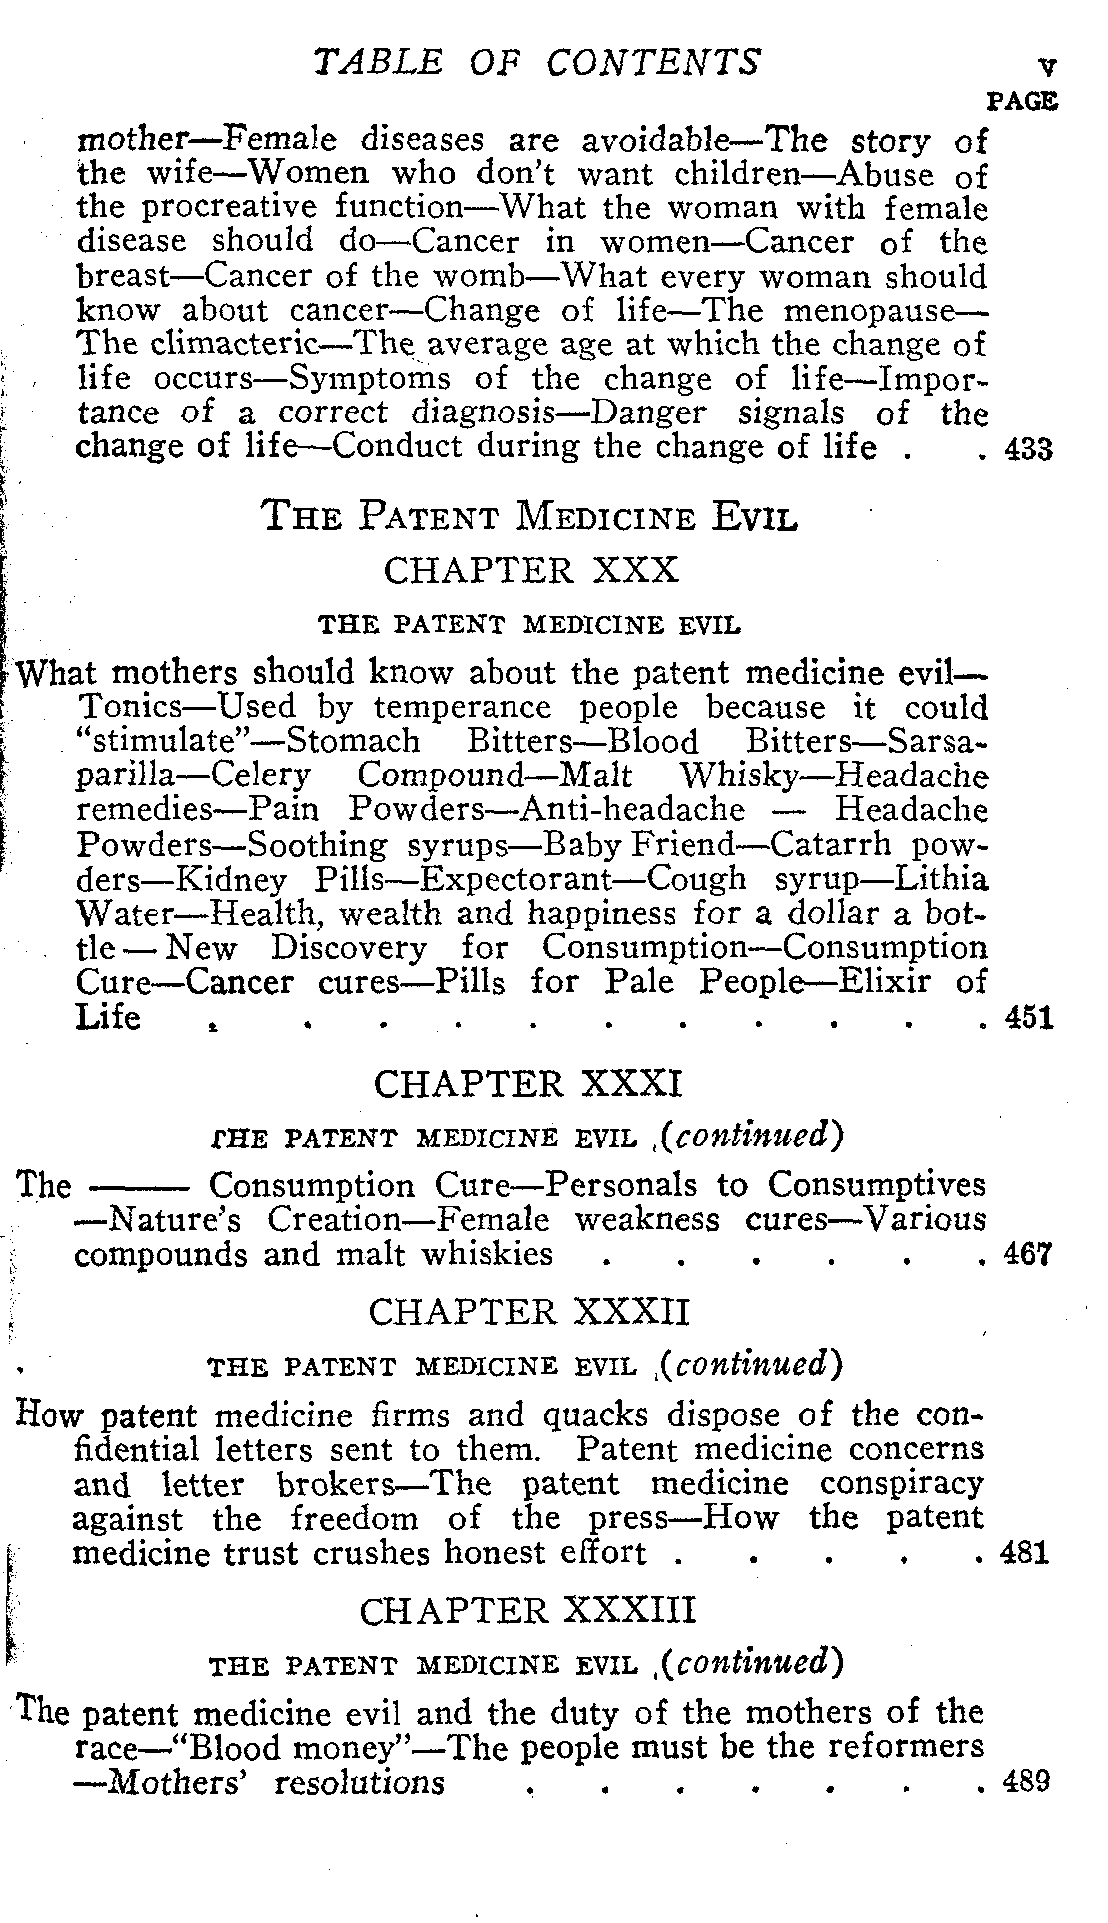 TABLE OF CONTENTS v
PAGE
mother—Female diseases are avoidable—The story of
the wife—Women who don't want children—Abuse of
the procreative function—What the woman with female
disease should do—Cancer in women—Cancer of the
breast—Cancer of the womb—What every woman should
know about cancer—Change of life—The menopause—
The climacteric—The average age at which the change of
life occurs—Symptoms of the change of life—Impor-
tance of a correct diagnosis—Danger signals of the
change of life—Conduct during the change of life . . 433
THE PATENT MEDICINE EVIL
CHAPTER XXX
THE PATENT MEDICINE EVIL
What mothers should know about the patent medicine evil—
Tonics—Used by temperance people because it could
"stimulate"—Stomach Bitters—Blood Bitters—Sarsa-
parilla—Celery Compound—Malt Whisky—Headache
remedies—Pain Powders—Anti-headache — Headache
Powders—Soothing syrups—Baby Friend—Catarrh pow-
ders—Kidney Pills—Expectorant—Cough syrup—Lithia
Water—Health, wealth and happiness for a dollar a bot-
tle — New Discovery for Consumption—Consumption
Cure—Cancer cures—Pills for Pale People—Elixir of
Life . . . . . . . . . . . 451
CHAPTER XXXI
THE PATENT MEDICINE EVIL (continued)
The ——— Consumption Cure—Personals to Consumptives
—Nature's Creation—Female weakness cures—Various
compounds and malt whiskies . . . . . . 467
CHAPTER XXXII
THE PATENT MEDICINE EVIL (continued)
How patent medicine firms and quacks dispose of the con-
fidential letters sent to them. Patent medicine concerns
and letter brokers—The patent medicine conspiracy
against the freedom of the press—How the patent
medicine trust crushes honest effort . . . . . 481
CHAPTER XXXIII
THE PATENT MEDICINE EVIL (continued)
The patent medicine evil and the duty of the mothers of the
race—"Blood money"—The people must be the reformers
—Mothers' resolutions . . . . . . . 489